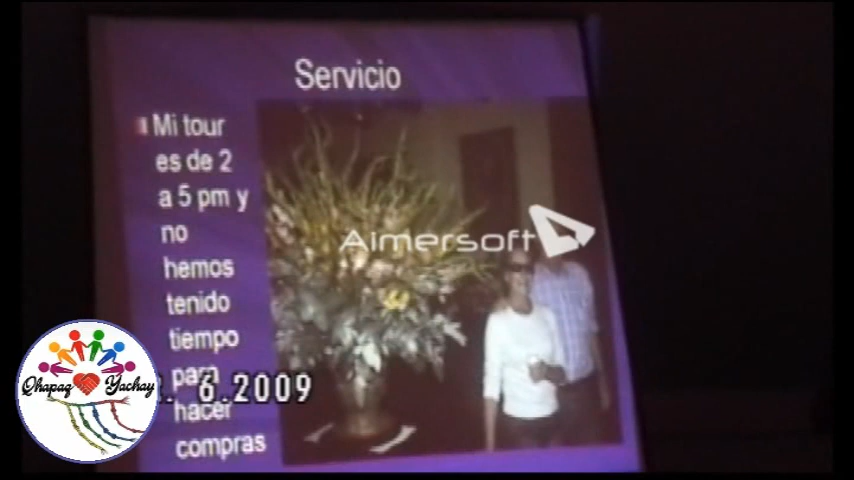 Servicio
Mi tour
es de 2
a 5 pm y
no
hemos
tenido
tiempo
para
hacer
compras
Aimersoft
6.2009
Qhapaq Yachay